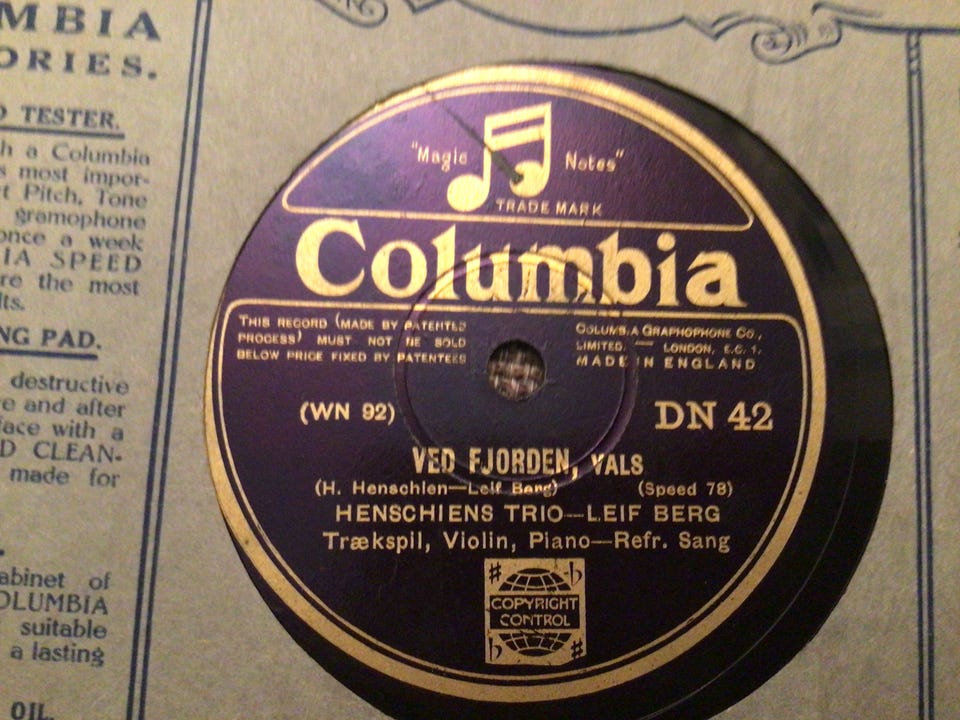 MBIA
ORIES.
D TESTER.
h a Columbia
s most impor-
rt Pitch, Tone
gramophone
once a week
IA SPEED
re the most
lts.
NG PAD.
destructive
e and after
face with a
D CLEAN-
made for
abinet of
OLUMBIA
suitable
a lasting
OIL.
"Magic Notes"
TRADE MARK
Columbia
THIS RECORD (MADE BY PATENTED
PROCESS) MUST NOT BE SOLD
BELOW PRICE FIXED BY PATENTEES
COLUMBIA GRAPHOPHONE CO.,
LIMITED. — LONDON, E.C. 1.
MADE IN ENGLAND
(WN 92)
DN 42
VED FJORDEN, VALS
(H. Henschien—Leif Berg) (Speed 78)
HENSCHIENS TRIO—LEIF BERG
Trækspil, Violin, Piano—Refr. Sang
COPYRIGHT
CONTROL